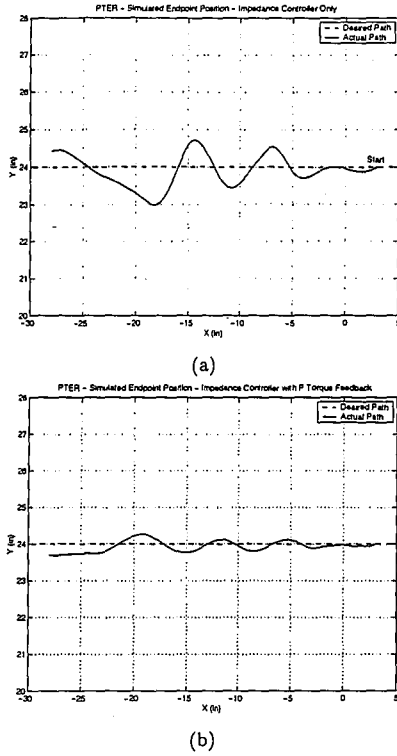 PTER - Simulated Endpoint Position - Impedance Controller Only
28
Desired Path
Actual Path
27
26
25
Start
24
23
22
21
20
Y (in)
-30 -25 -20 -15 -10 -5 0 5
X (in)
(a)
PTER - Simulated Endpoint Position - Impedance Controller with P Torque Feedback
28
Desired Path
Actual Path
27
26
25
24
23
22
21
20
Y (in)
-30 -25 -20 -15 -10 -5 0 5
X (in)
(b)